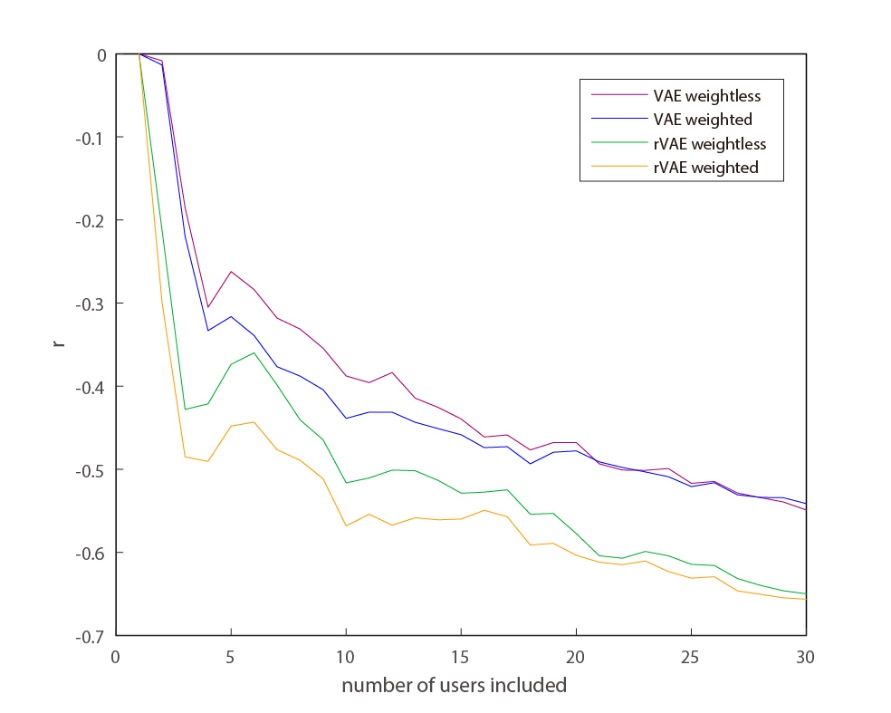 0
-0.1
-0.2
-0.3
-0.4
-0.5
-0.6
-0.7
r
VAE weightless
VAE weighted
rVAE weightless
rVAE weighted
0 5 10 15 20 25 30
number of users included